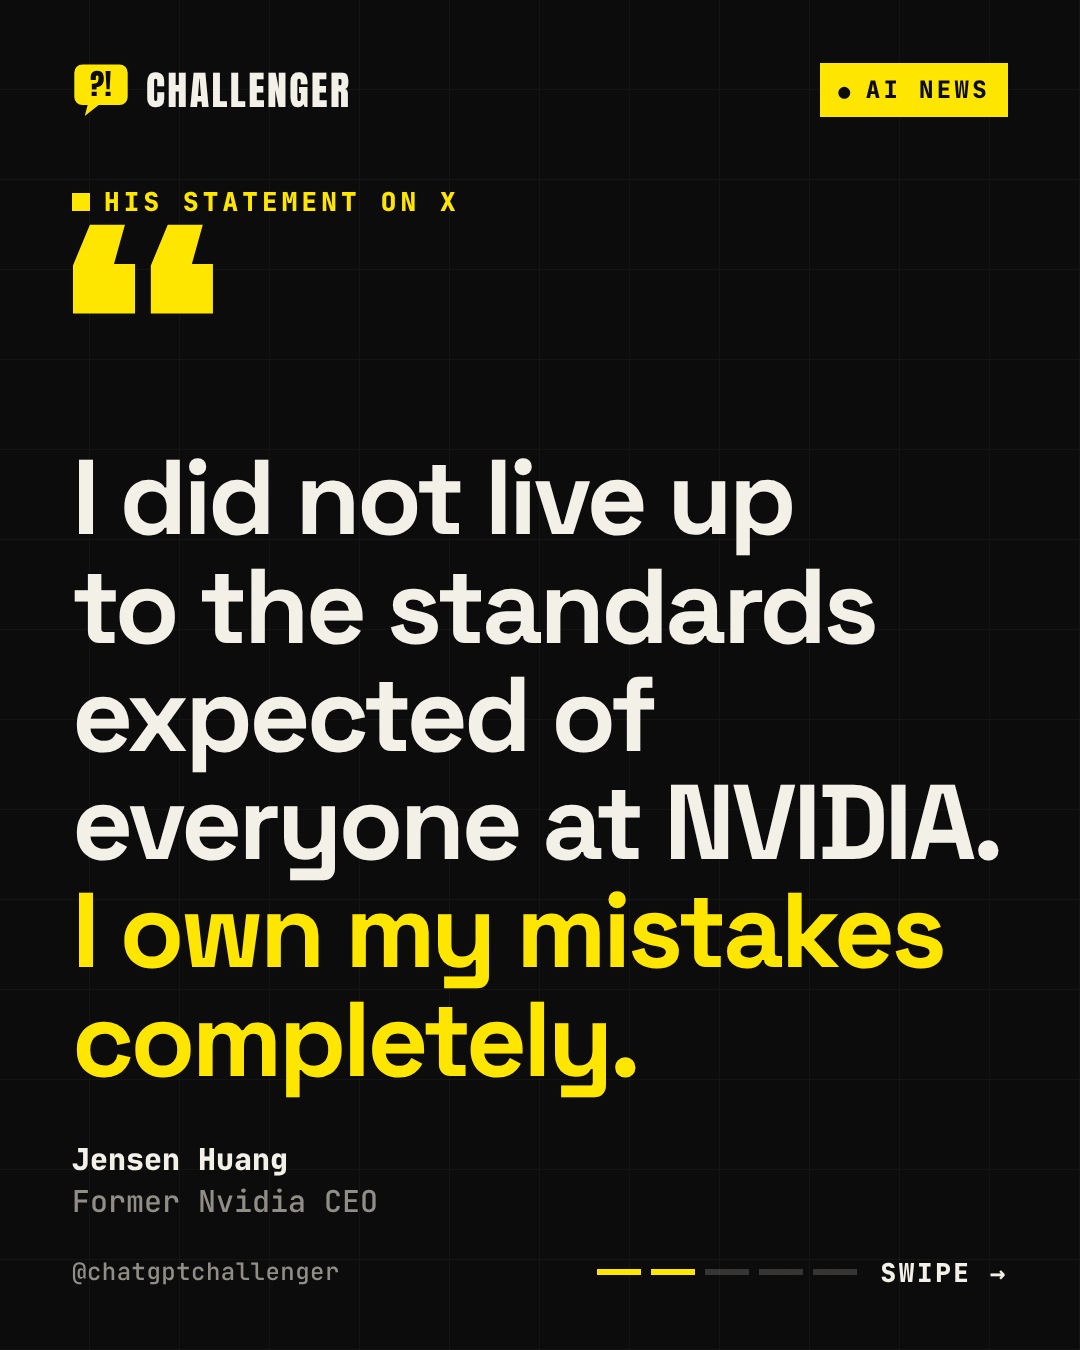 ?! CHALLENGER
● AI NEWS
■ HIS STATEMENT ON X
“
I did not live up
to the standards
expected of
everyone at NVIDIA.
I own my mistakes
completely.
Jensen Huang
Former Nvidia CEO
@chatgptchallenger
SWIPE →